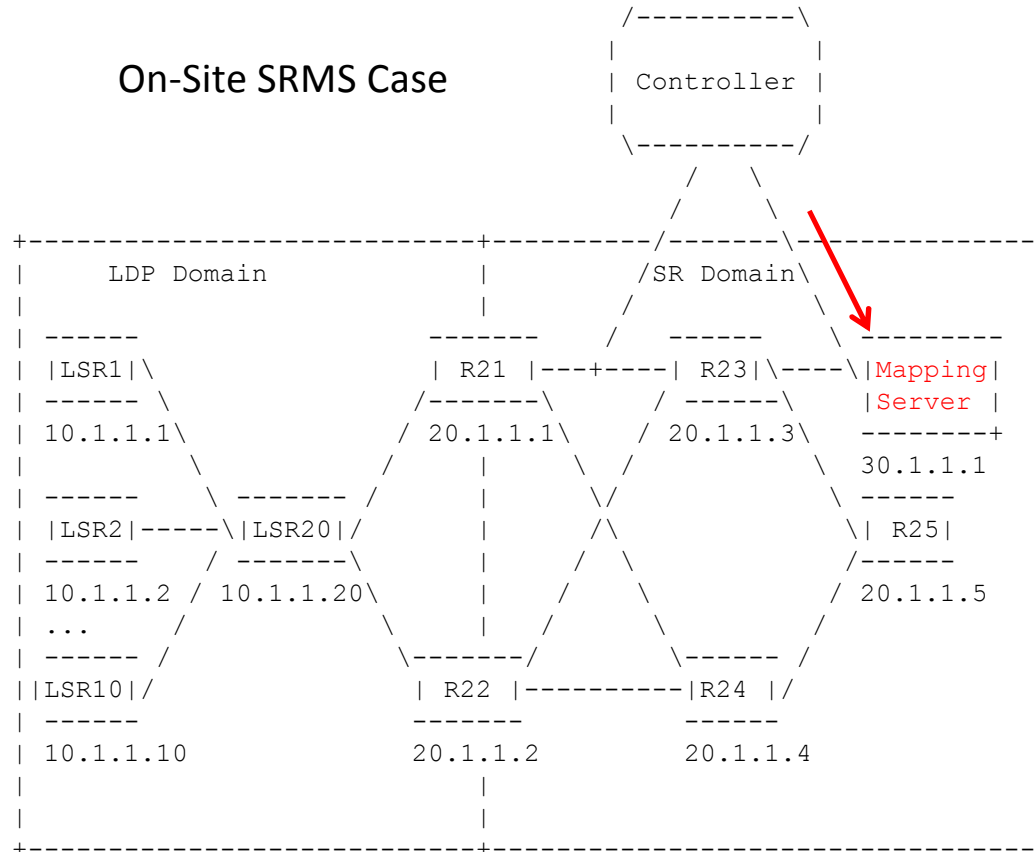 /----------\
|            |
On-Site SRMS Case | Controller |
|            |
\----------/
/   \
/     \
+-----------------------------+----------/--------\---------------
|     LDP Domain              |         /SR Domain\
|                             |        /           \
| ------                   -------    /   ------    \ ---------
| |LSR1|\                  | R21 |---+----| R23|\----\|Mapping|
| ------ \                /-------\      / ------\    |Server |
| 10.1.1.1\              / 20.1.1.1\    / 20.1.1.3\   --------+
|          \            /     |     \  /           \  30.1.1.1
| ------    \ ------- /       |      \/             \ ------
| |LSR2|-----\|LSR20|/        |      /\              \| R25|
| ------    / -------\        |     /  \             /------
| 10.1.1.2 / 10.1.1.20\       |    /    \           / 20.1.1.5
| ...     /            \      |   /      \         /
| ------ /              \-------/         \------ /
||LSR10|/                | R22 |----------|R24 |/
| ------                 -------          ------
| 10.1.1.10              20.1.1.2         20.1.1.4
|                             |
|                             |
+-----------------------------+-----------------------------------